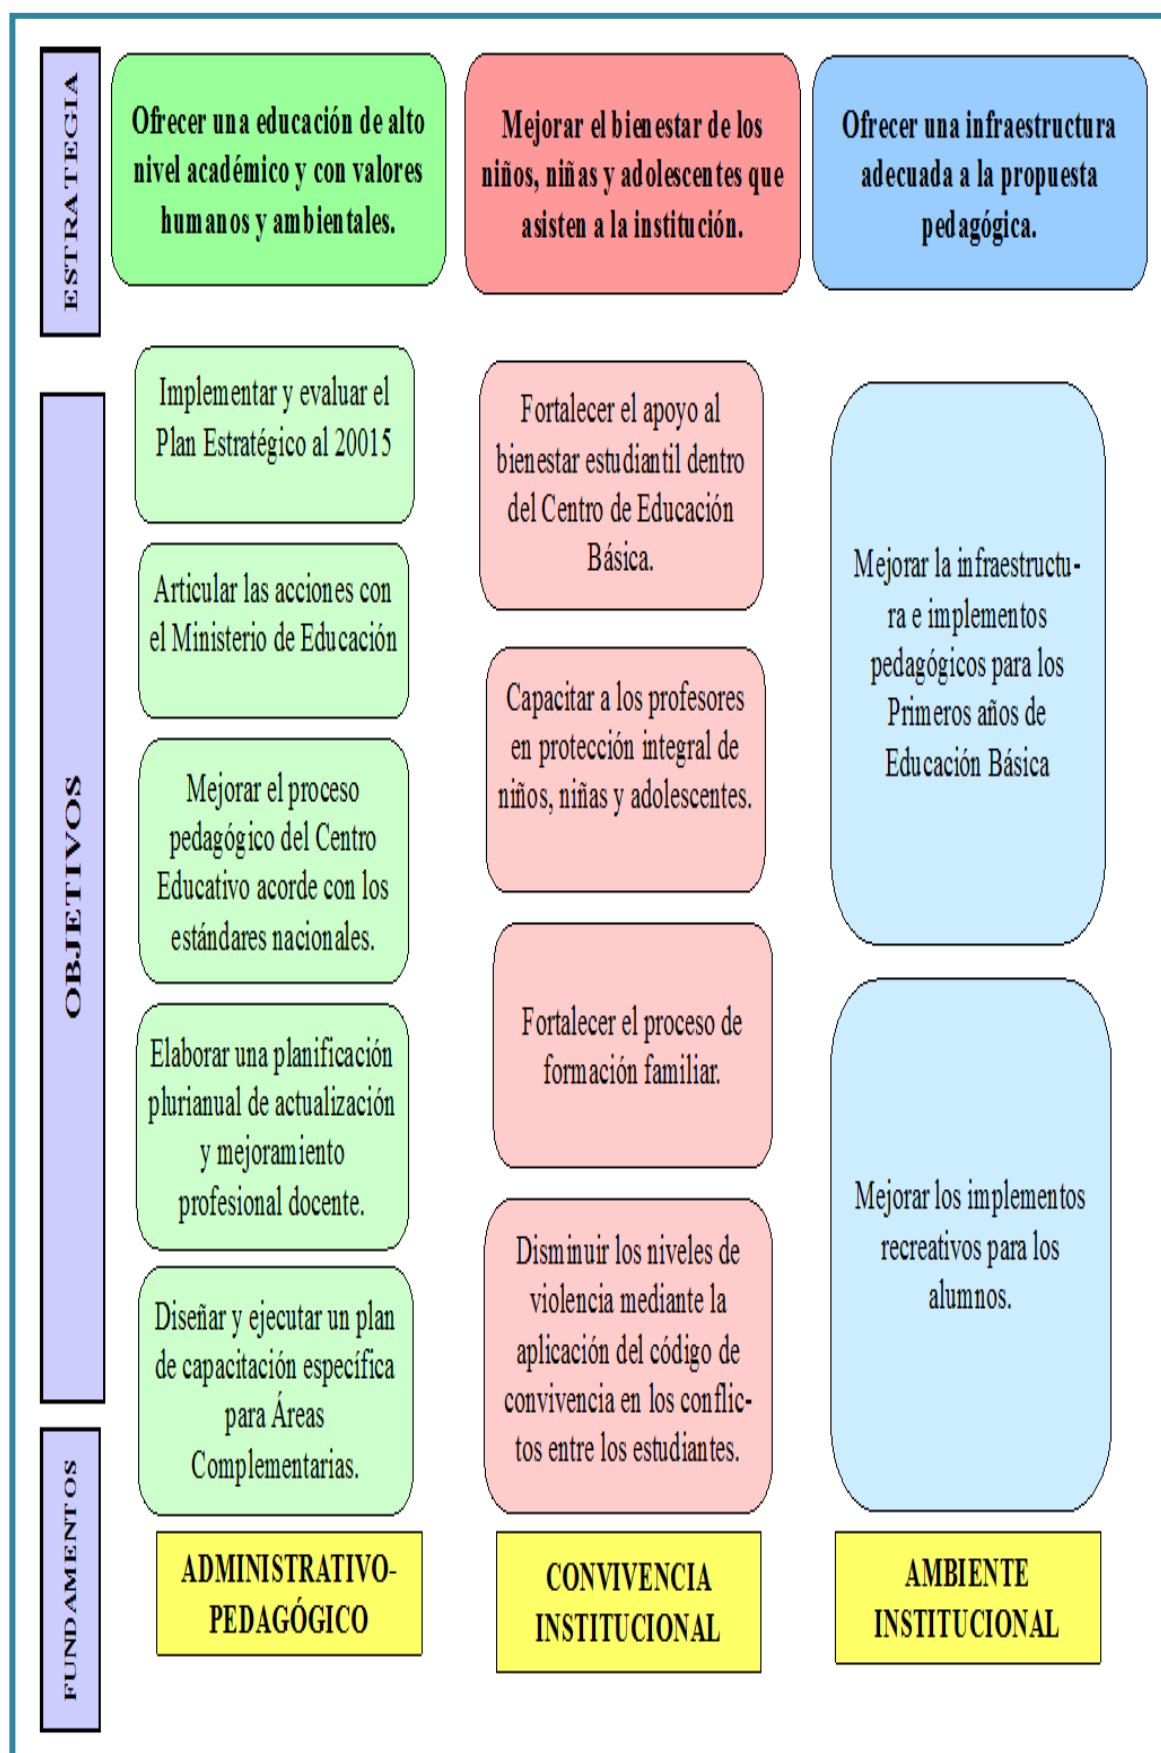 ESTRATEGIA
Ofrecer una educación de alto
nivel académico y con valores
humanos y ambientales.
Mejorar el bienestar de los
niños, niñas y adolescentes que
asisten a la institución.
Ofrecer una infraestructura
adecuada a la propuesta
pedagógica.
OBJETIVOS
Implementar y evaluar el
Plan Estratégico al 20015
Articular las acciones con
el Ministerio de Educación
Mejorar el proceso
pedagógico del Centro
Educativo acorde con los
estándares nacionales.
Elaborar una planificación
plurianual de actualización
y mejoramiento
profesional docente.
Diseñar y ejecutar un plan
de capacitación específica
para Áreas
Complementarias.
Fortalecer el apoyo al
bienestar estudiantil dentro
del Centro de Educación
Básica.
Capacitar a los profesores
en protección integral de
niños, niñas y adolescentes.
Fortalecer el proceso de
formación familiar.
Disminuir los niveles de
violencia mediante la
aplicación del código de
convivencia en los conflic-
tos entre los estudiantes.
Mejorar la infraestructu-
ra e implementos
pedagógicos para los
Primeros años de
Educación Básica
Mejorar los implementos
recreativos para los
alumnos.
FUNDAMENTOS
ADMINISTRATIVO-
PEDAGÓGICO
CONVIVENCIA
INSTITUCIONAL
AMBIENTE
INSTITUCIONAL